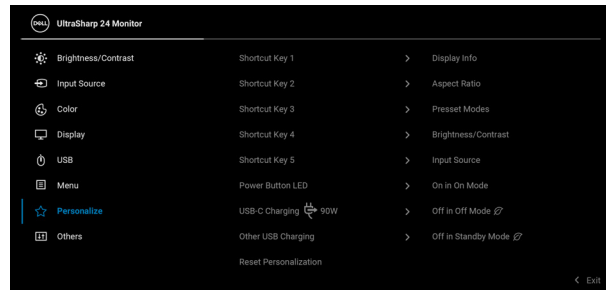 DELL UltraSharp 24 Monitor
Brightness/Contrast Shortcut Key 1 > Display Info
Input Source Shortcut Key 2 > Aspect Ratio
Color Shortcut Key 3 > Presset Modes
Display Shortcut Key 4 > Brightness/Contrast
USB Shortcut Key 5 > Input Source
Menu Power Button LED > On in On Mode
Personalize USB-C Charging 90W > Off in Off Mode
Others Other USB Charging > Off in Standby Mode
Reset Personalization
< Exit